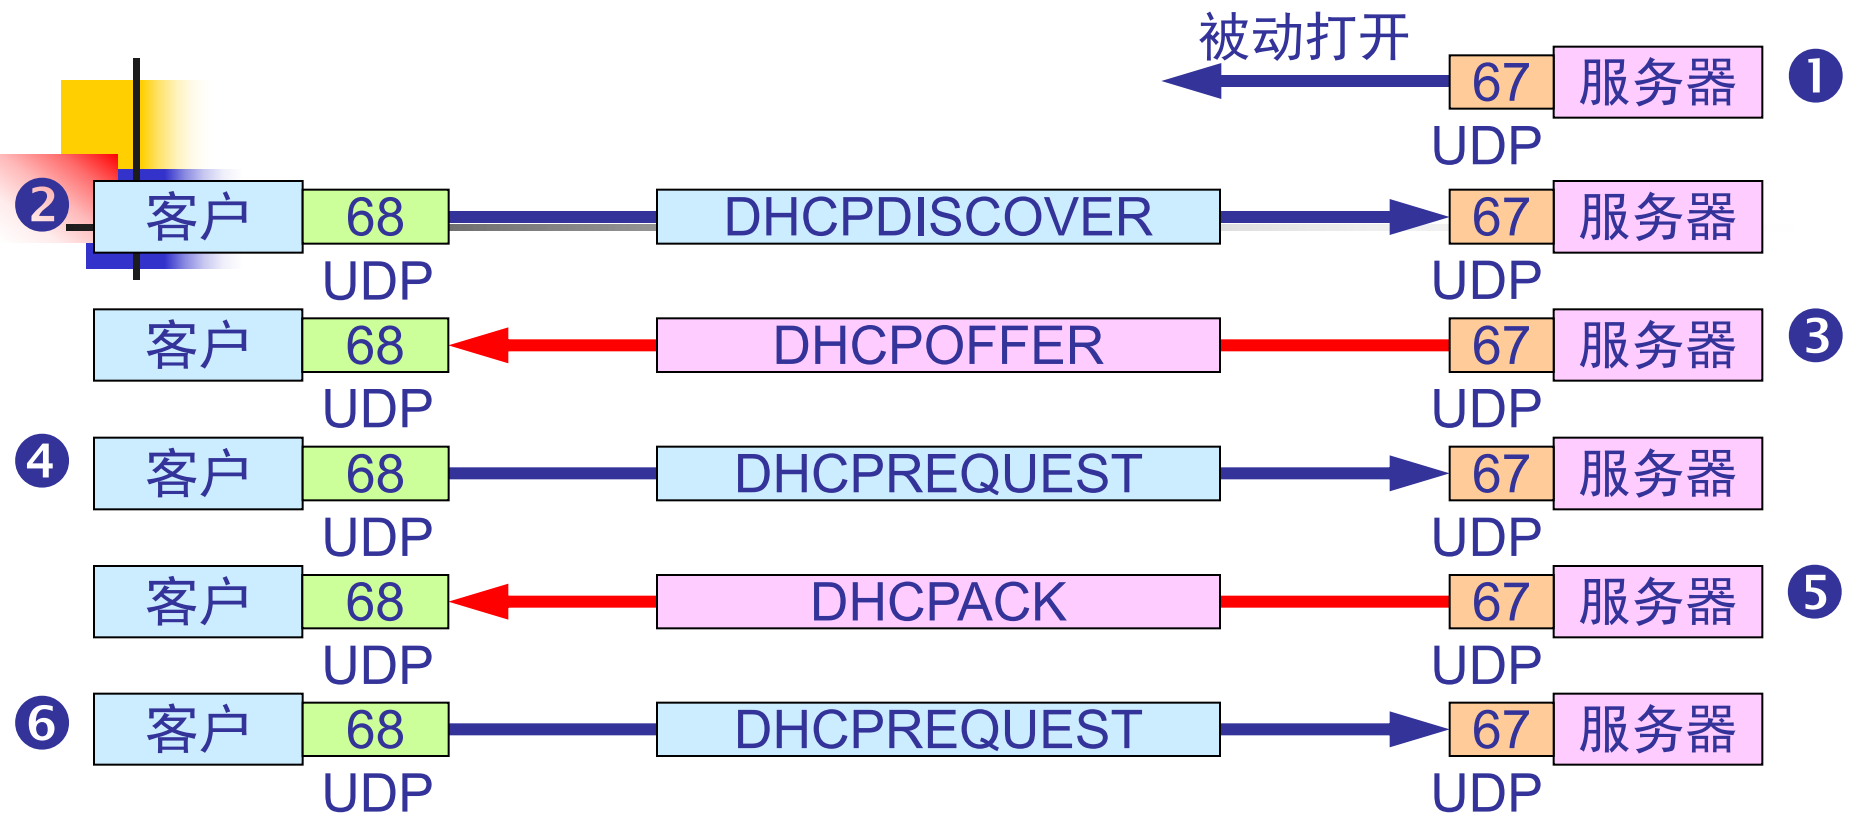 被动打开
67 服务器 ❶
UDP
❷ 客户 68 DHCPDISCOVER 67 服务器
UDP UDP
客户 68 DHCPOFFER 67 服务器 ❸
UDP UDP
❹ 客户 68 DHCPREQUEST 67 服务器
UDP UDP
客户 68 DHCPACK 67 服务器 ❺
UDP UDP
❻ 客户 68 DHCPREQUEST 67 服务器
UDP UDP